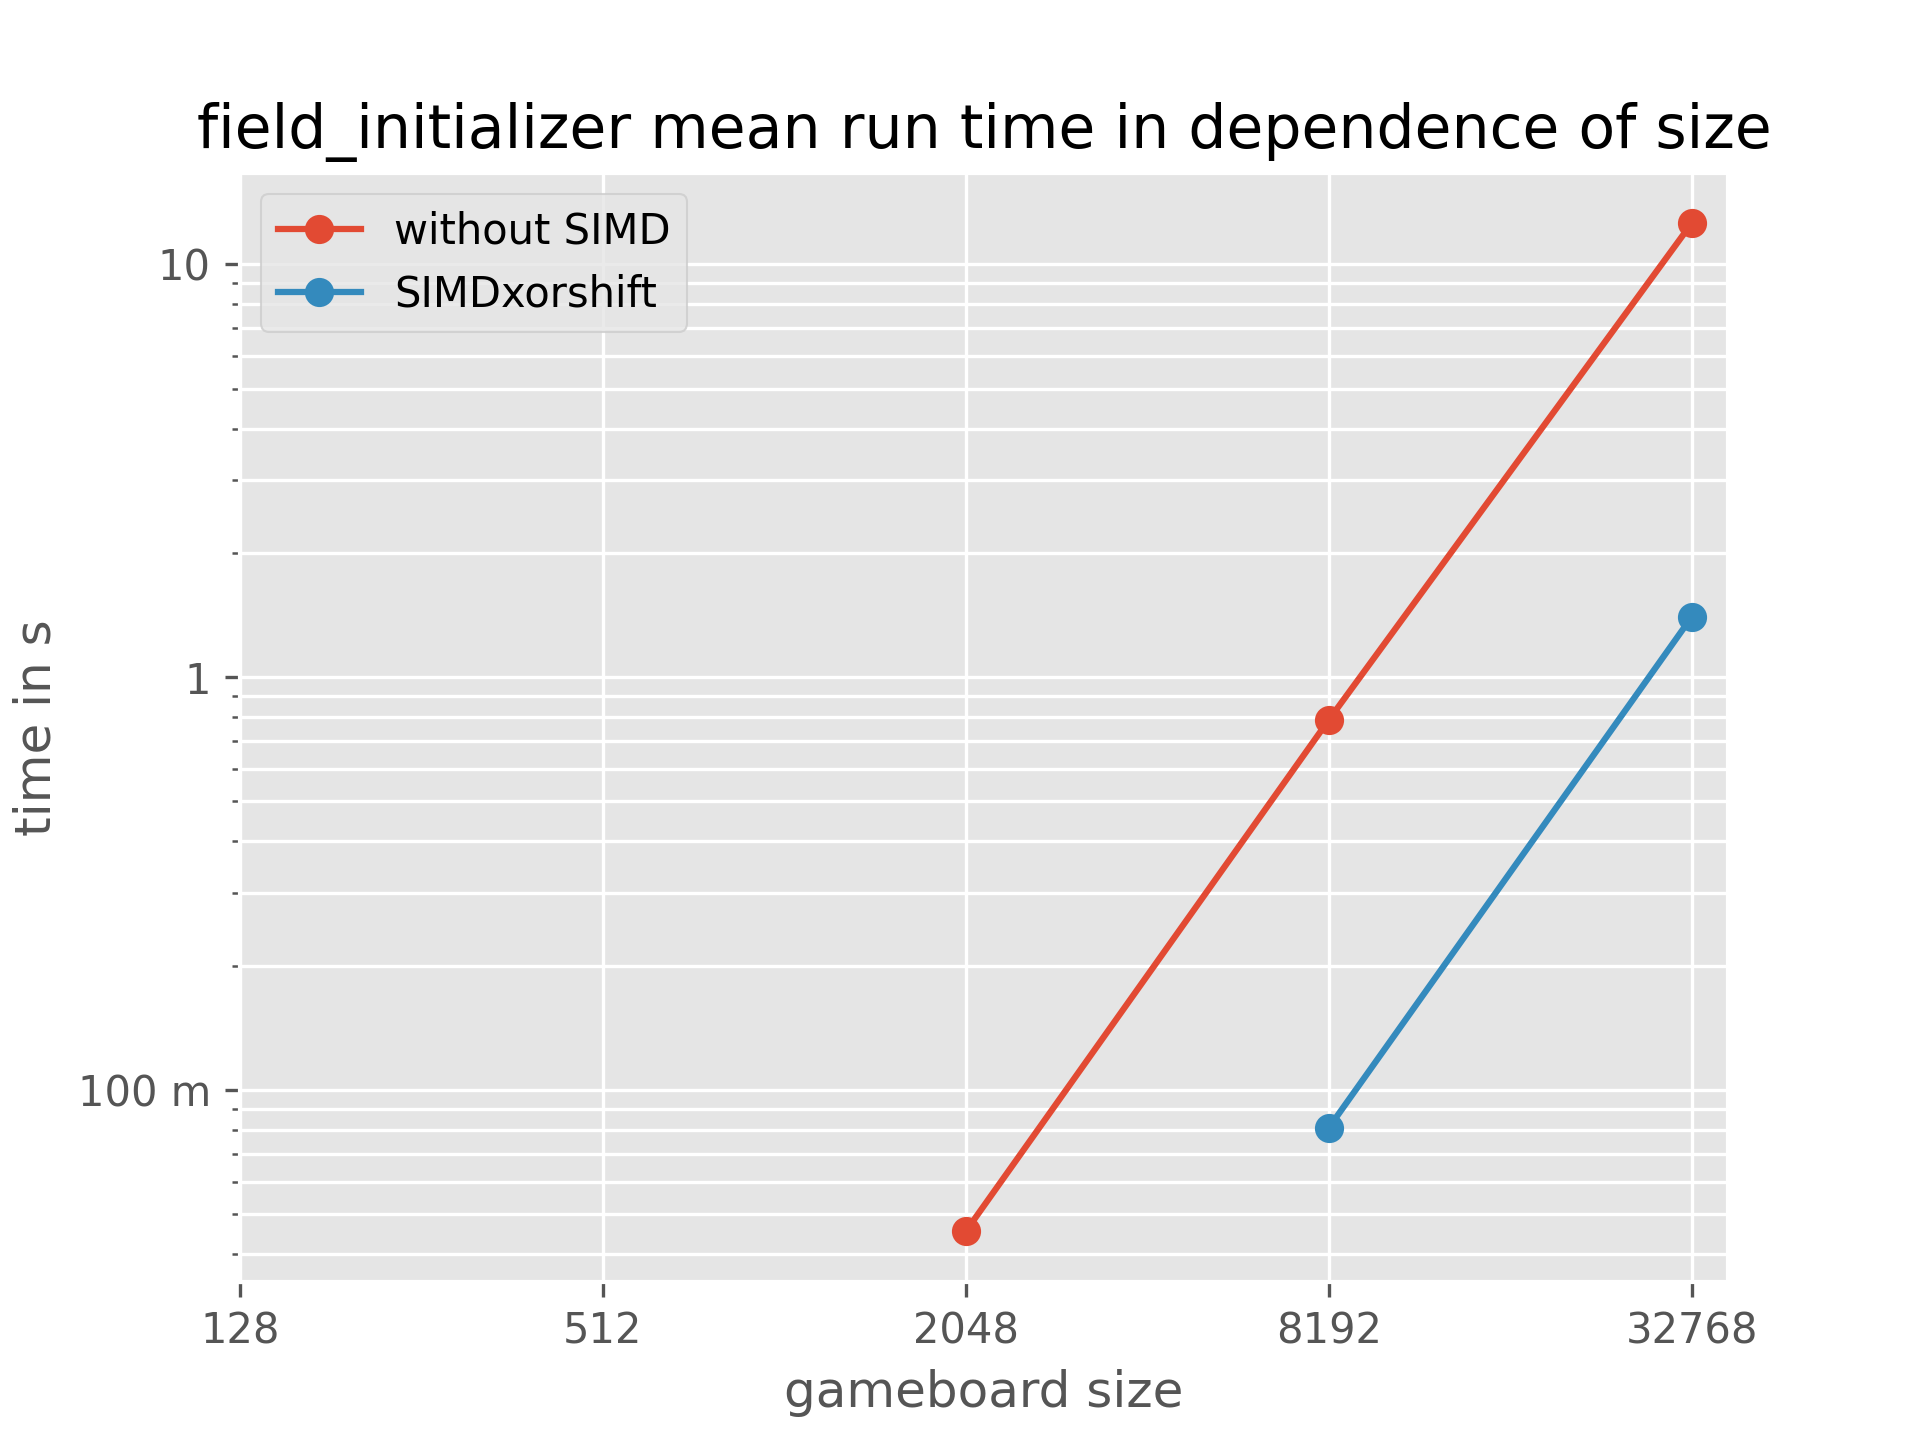 field_initializer mean run time in dependence of size
without SIMD
SIMDxorshift
10
1
100 m
time in s
128
512
2048
8192
32768
gameboard size